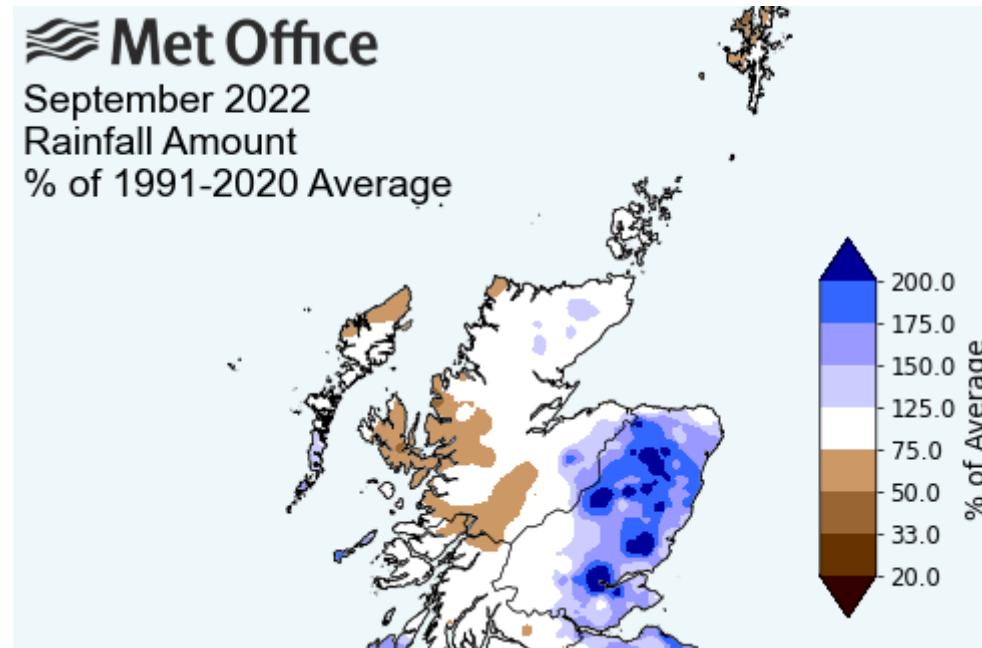 Met Office
September 2022
Rainfall Amount
% of 1991-2020 Average
200.0
175.0
150.0
125.0
75.0
50.0
33.0
20.0
% of Average